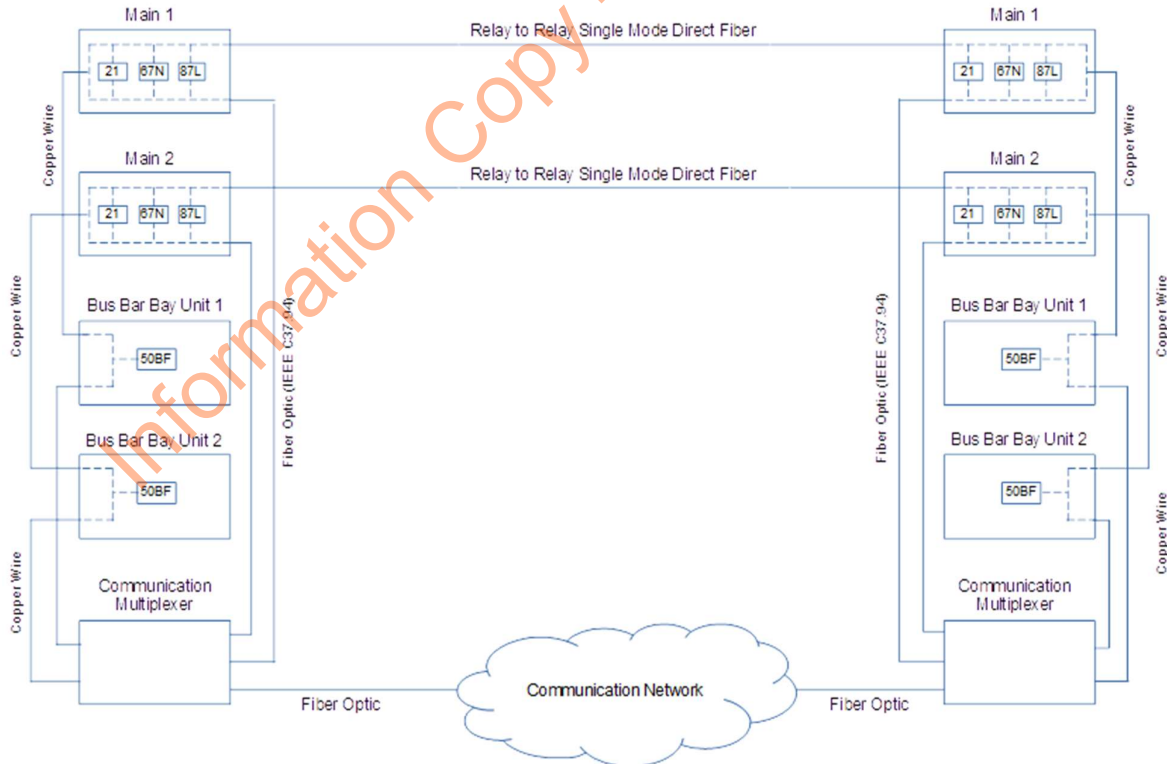 Main 1
21 67N 87L
Copper Wire
Relay to Relay Single Mode Direct Fiber
Main 1
21 67N 87L
Copper Wire
Main 2
21 67N 87L
Relay to Relay Single Mode Direct Fiber
Main 2
21 67N 87L
Copper Wire
Copper Wire
Bus Bar Bay Unit 1
50BF
Fiber Optic (IEEE C37.94)
Fiber Optic (IEEE C37.94)
Bus Bar Bay Unit 1
50BF
Bus Bar Bay Unit 2
50BF
Bus Bar Bay Unit 2
50BF
Copper Wire
Copper Wire
Communication
Multiplexer
Communication
Multiplexer
Fiber Optic
Communication Network
Fiber Optic
Information Copy